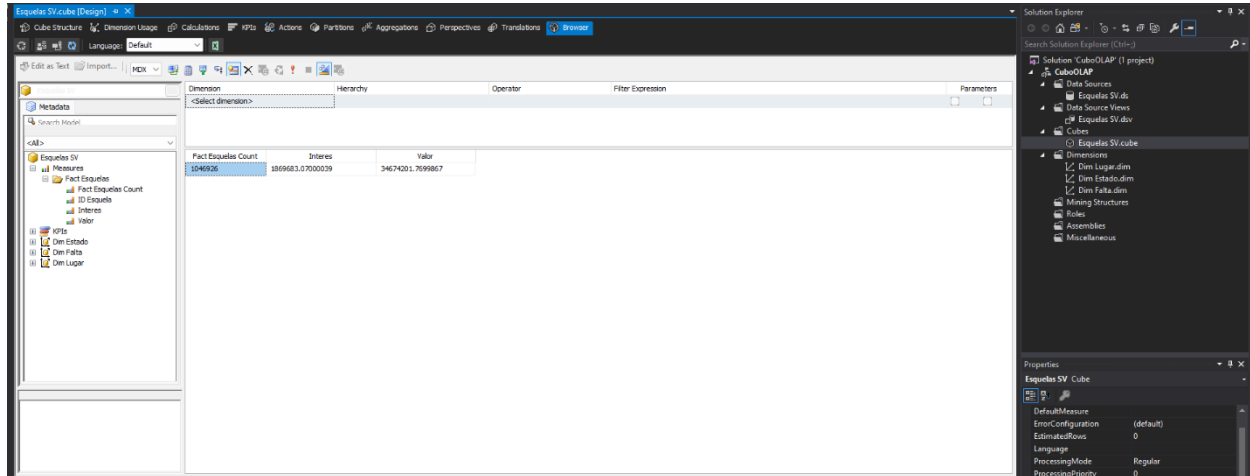 Esquelas SV.cube [Design]
Cube Structure Dimension Usage Calculations KPIs Actions Partitions Aggregations Perspectives Translations Browser
Language: Default
Edit as Text Import... MDX
Metadata
Search Model
<All>
Esquelas SV
Measures
Fact Esquelas
Fact Esquelas Count
ID Esquela
Interes
Valor
KPIs
Dim Estado
Dim Falta
Dim Lugar
Dimension Hierarchy Operator Filter Expression Parameters
<Select dimension>
Fact Esquelas Count Interes Valor
1046926 1869683.07000039 34674201.7699867
Solution Explorer
Search Solution Explorer (Ctrl+;)
Solution 'CuboOLAP' (1 project)
CuboOLAP
Data Sources
Esquelas SV.ds
Data Source Views
Esquelas SV.dsv
Cubes
Esquelas SV.cube
Dimensions
Dim Lugar.dim
Dim Estado.dim
Dim Falta.dim
Mining Structures
Roles
Assemblies
Miscellaneous
Properties
Esquelas SV Cube
DefaultMeasure
ErrorConfiguration (default)
EstimatedRows 0
Language
ProcessingMode Regular
ProcessingPriority 0